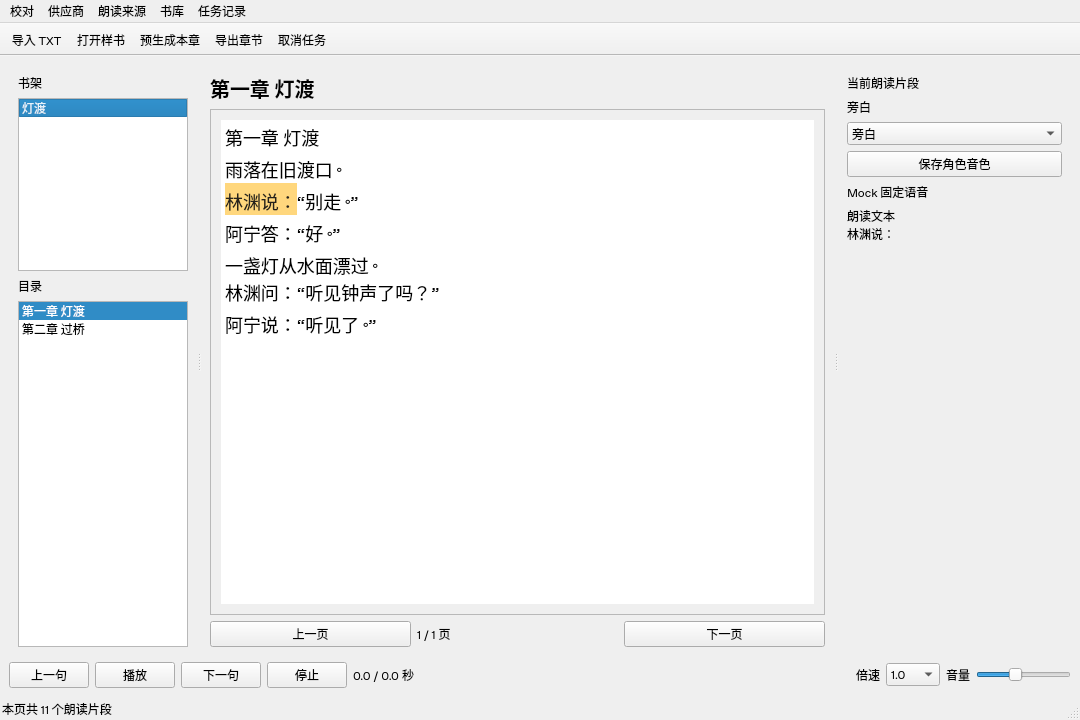 校对 供应商 朗读来源 书库 任务记录
导入 TXT 打开样书 预生成本章 导出章节 取消任务
书架
灯渡
目录
第一章 灯渡
第二章 过桥
第一章 灯渡
第一章 灯渡
雨落在旧渡口。
林渊说：“别走。”
阿宁答：“好。”
一盏灯从水面漂过。
林渊问：“听见钟声了吗？”
阿宁说：“听见了。”
上一页 1 / 1 页 下一页
当前朗读片段
旁白
旁白
保存角色音色
Mock 固定语音
朗读文本
林渊说：
上一句 播放 下一句 停止 0.0 / 0.0 秒 倍速 1.0 音量
本页共 11 个朗读片段